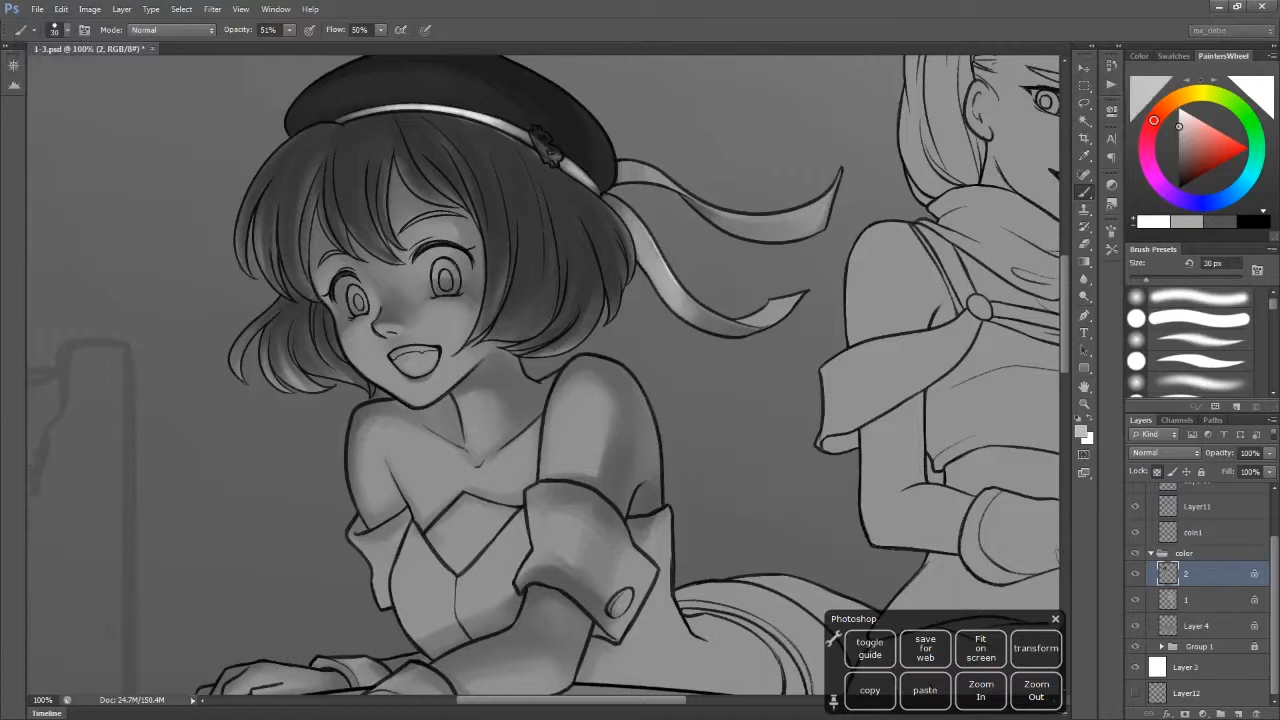 Ps File Edit Image Layer Type Select Filter 3D View Window Help
30 Mode: Normal Opacity: 51% Flow: 50% me_clotio
1-3.psd @ 100% (2, RGB/8#) * ×
Color Swatches PaintersWheel
Brush Presets
Size: 30 px
Layers Channels Paths
Kind
Normal Opacity: 100%
Lock: Fill: 100%
Layer11
coin1
color
2
1
Layer 4
Group 1
Layer 3
Layer12
Photoshop
toggle guide
save for web
Fit on screen
transform
copy
paste
Zoom In
Zoom Out
100% Doc: 24.7M/150.4M
Timeline